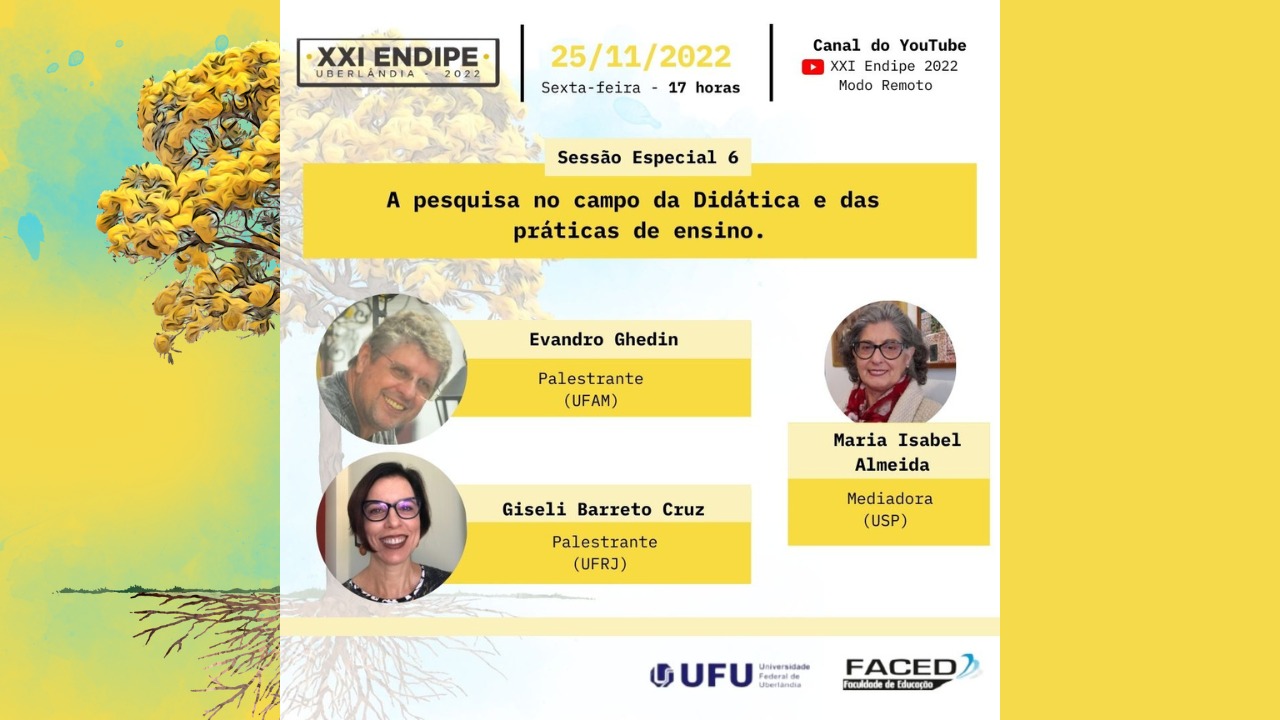 ·XXI ENDIPE·
UBERLÂNDIA - 2022
25/11/2022
Sexta-feira - 17 horas
Canal do YouTube
XXI Endipe 2022
Modo Remoto
Sessão Especial 6
A pesquisa no campo da Didática e das
práticas de ensino.
Evandro Ghedin
Palestrante
(UFAM)
Giseli Barreto Cruz
Palestrante
(UFRJ)
Maria Isabel
Almeida
Mediadora
(USP)
UFU
Universidade
Federal de
Uberlândia
FACED
Faculdade de Educação